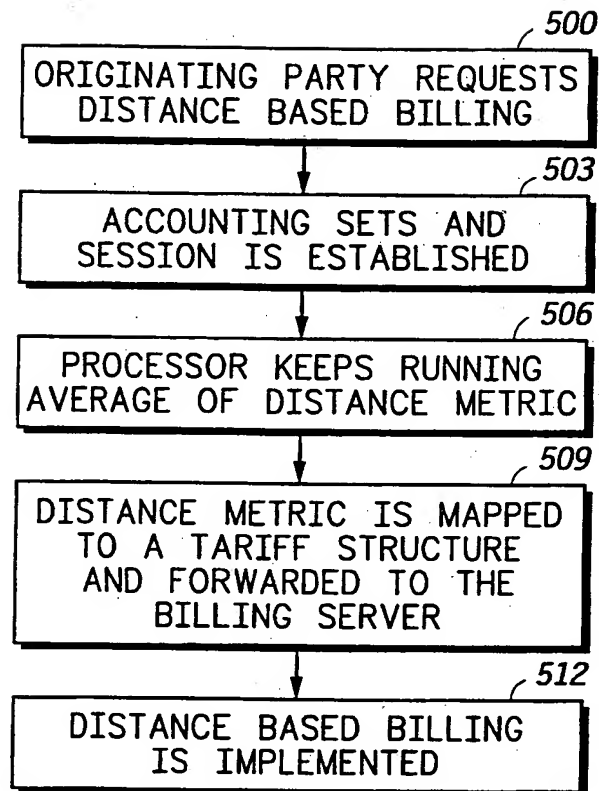 500
ORIGINATING PARTY REQUESTS
DISTANCE BASED BILLING
503
ACCOUNTING SETS AND
SESSION IS ESTABLISHED
506
PROCESSOR KEEPS RUNNING
AVERAGE OF DISTANCE METRIC
509
DISTANCE METRIC IS MAPPED
TO A TARIFF STRUCTURE
AND FORWARDED TO THE
BILLING SERVER
512
DISTANCE BASED BILLING
IS IMPLEMENTED